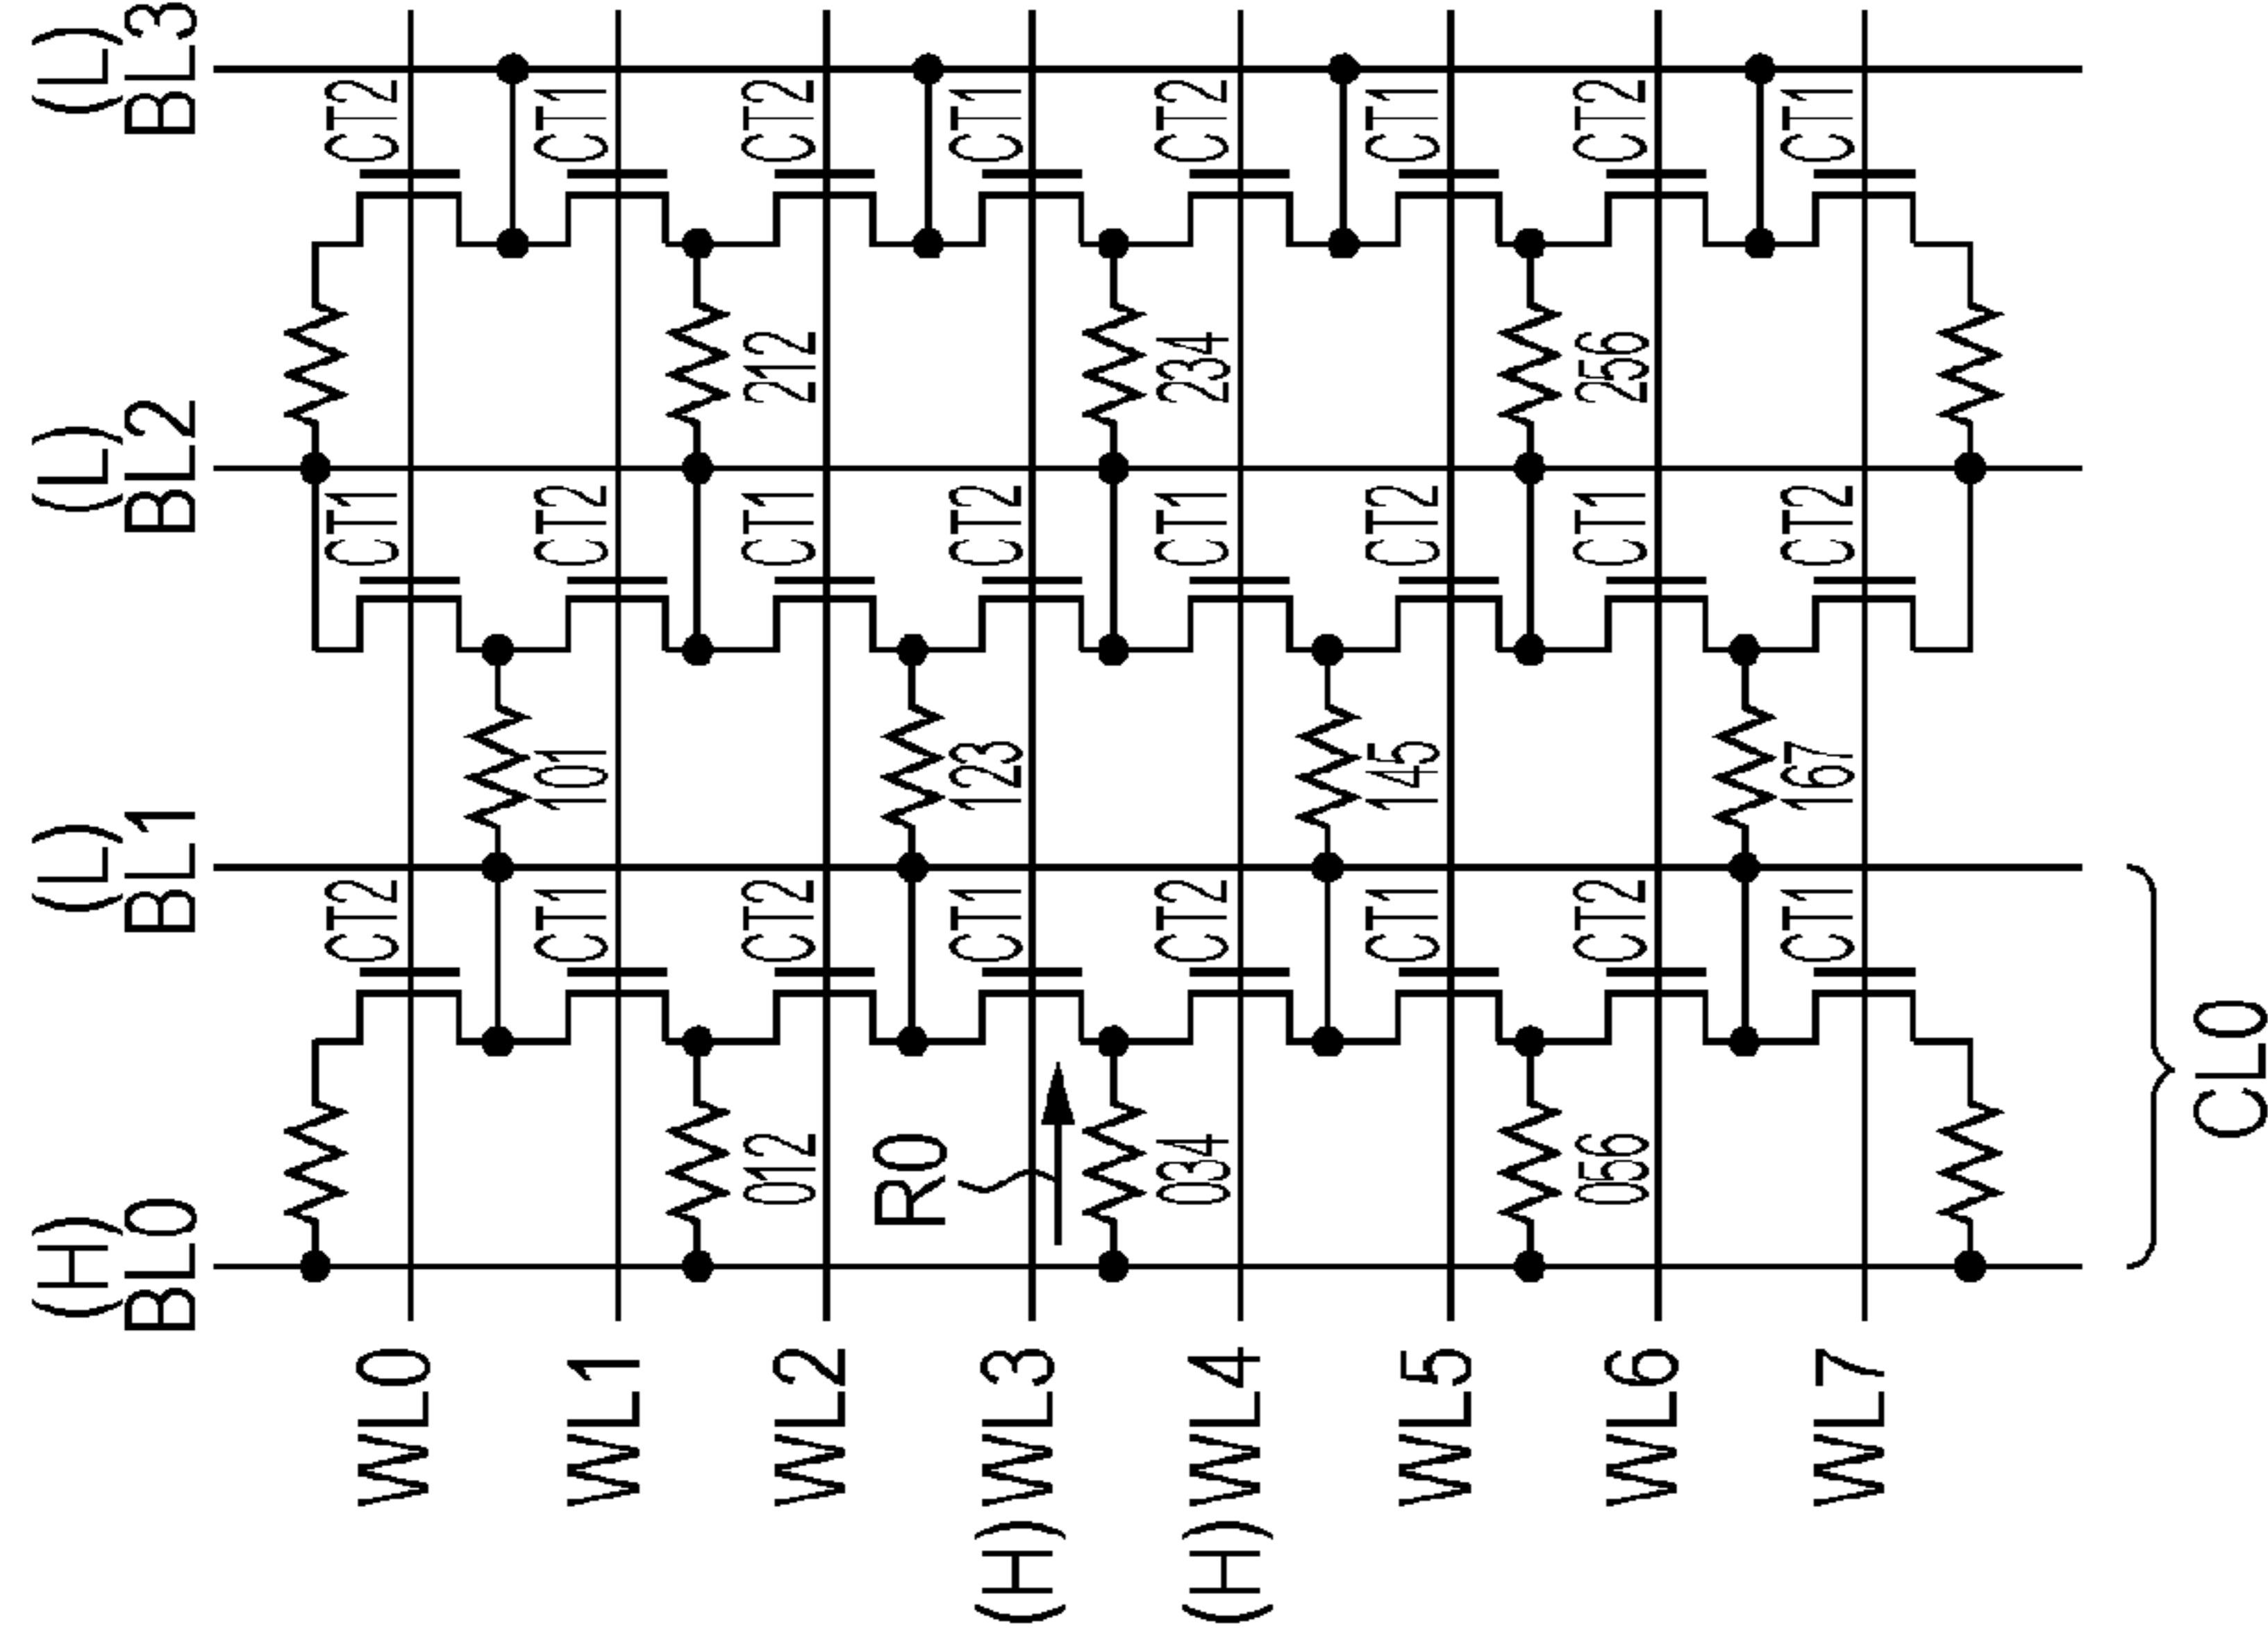 (H) (L) (L) (L)
BL0 BL1 BL2 BL3
WL0 CT2 CT1 CT2
WL1 CT1 101 CT2 CT1
WL2 012 CT2 CT1 212 CT2
R0
(H)WL3 CT1 123 CT2 CT1
(H)WL4 034 CT2 CT1 234 CT2
WL5 CT1 145 CT2 CT1
WL6 056 CT2 CT1 256 CT2
WL7 CT1 167 CT2 CT1
CL0